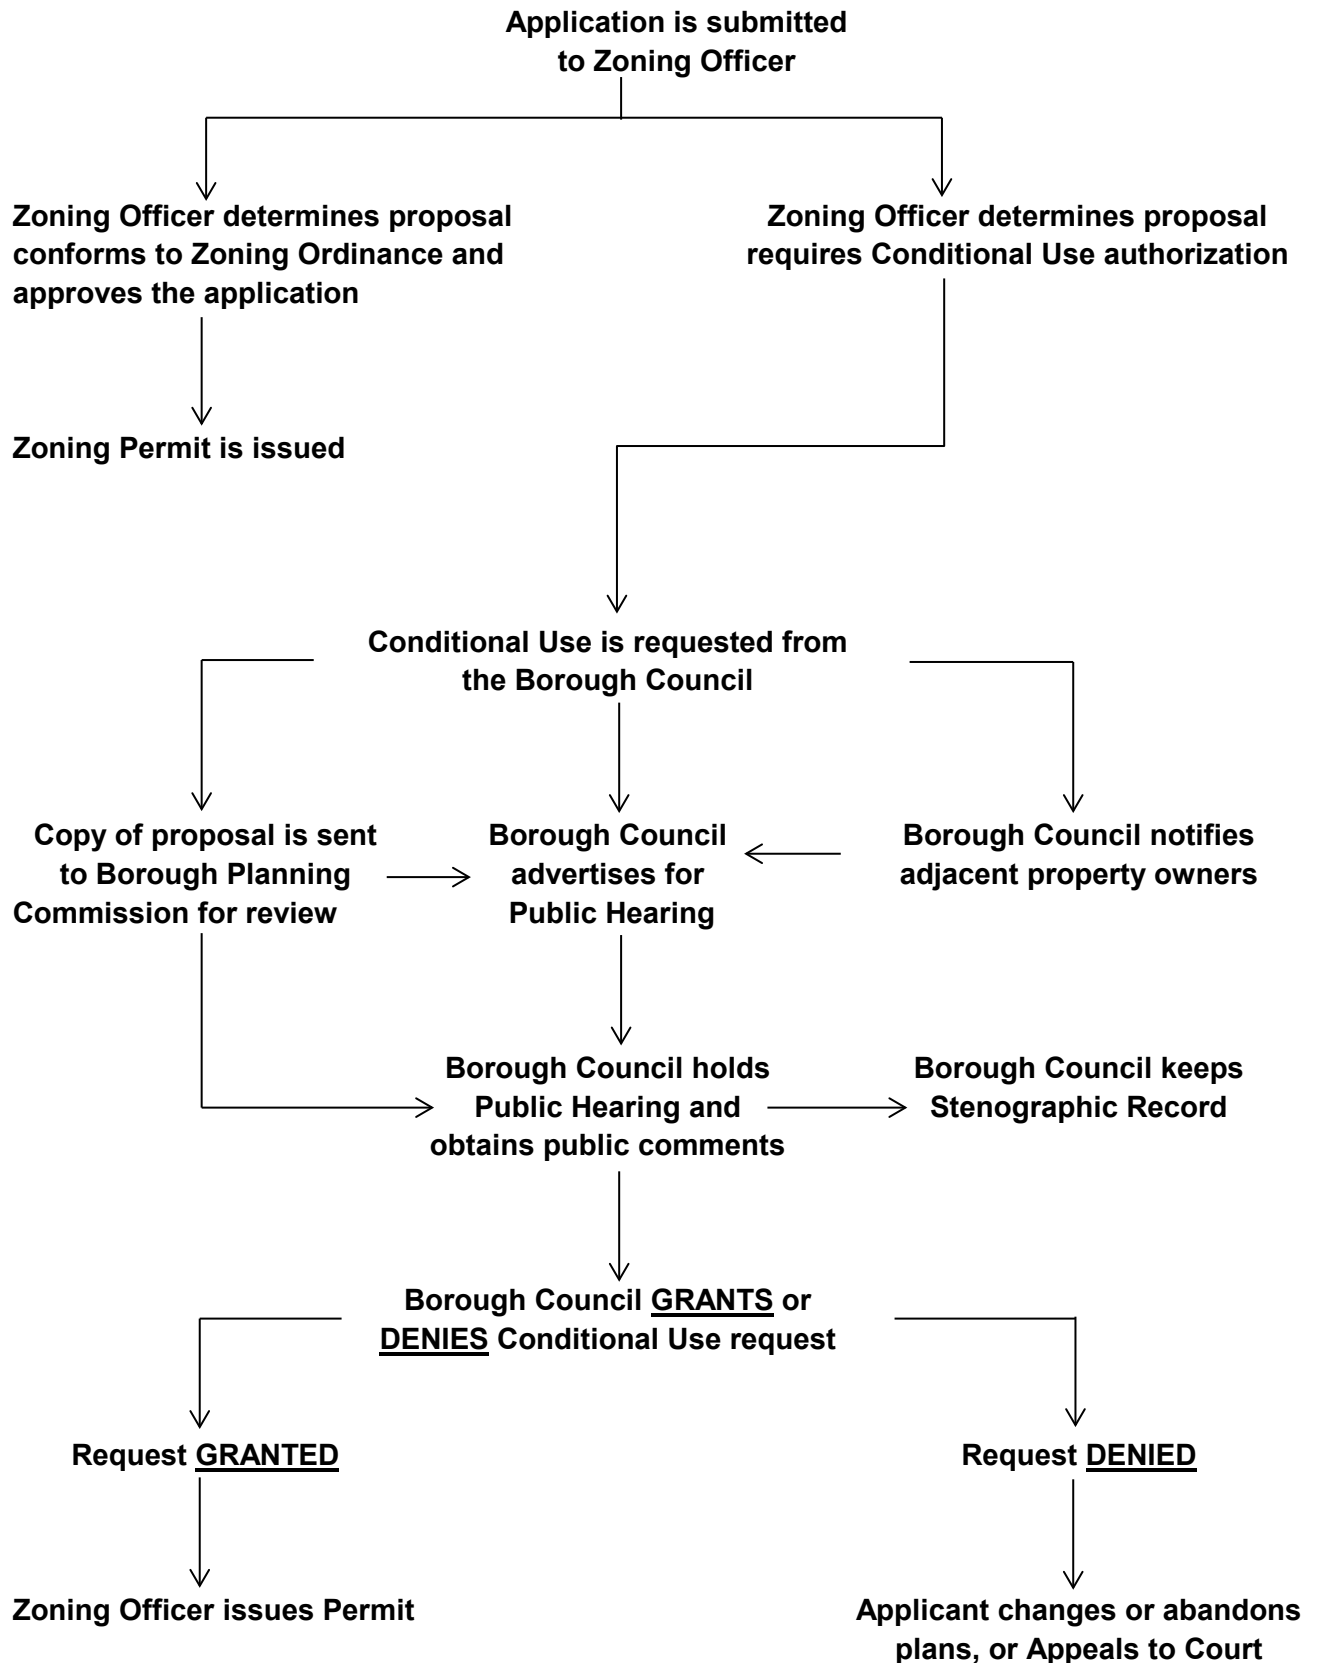 Application is submitted
to Zoning Officer
Zoning Officer determines proposal
conforms to Zoning Ordinance and
approves the application
Zoning Officer determines proposal
requires Conditional Use authorization
Zoning Permit is issued
Conditional Use is requested from
the Borough Council
Copy of proposal is sent
to Borough Planning
Commission for review
Borough Council
advertises for
Public Hearing
Borough Council notifies
adjacent property owners
Borough Council holds
Public Hearing and
obtains public comments
Borough Council keeps
Stenographic Record
Borough Council GRANTS or
DENIES Conditional Use request
Request GRANTED
Request DENIED
Zoning Officer issues Permit
Applicant changes or abandons
plans, or Appeals to Court